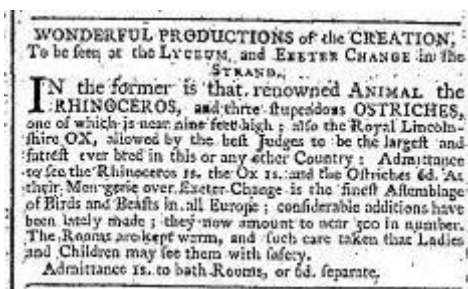 WONDERFUL PRODUCTIONS of the CREATION,
To be seen at the LYCEUM, and EXETER CHANGE in the
STRAND.
IN the former is that renowned ANIMAL the
RHINOCEROS, and three stupendous OSTRICHES,
one of which is near nine feet high; also the Royal Lincoln-
shire OX, allowed by the best Judges to be the largest and
fattest ever bred in this or any other Country: Admittance
to see the Rhinoceros 1s. the Ox 1s. and the Ostriches 6d. At
their Menagerie over Exeter-Change is the finest Assemblage
of Birds and Beasts in all Europe; considerable additions have
been lately made; they now amount to near 500 in number.
The Rooms are kept warm, and such care taken that Ladies
and Children may see them with safety.
Admittance 1s. to both Rooms, or 6d. separate.